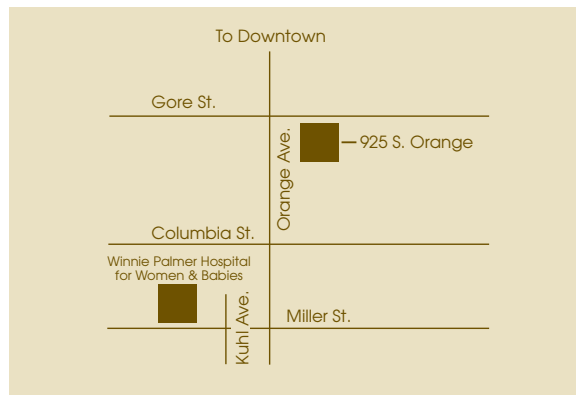 To Downtown
Gore St.
925 S. Orange
Orange Ave.
Columbia St.
Winnie Palmer Hospital
for Women & Babies
Miller St.
Kuhl Ave.